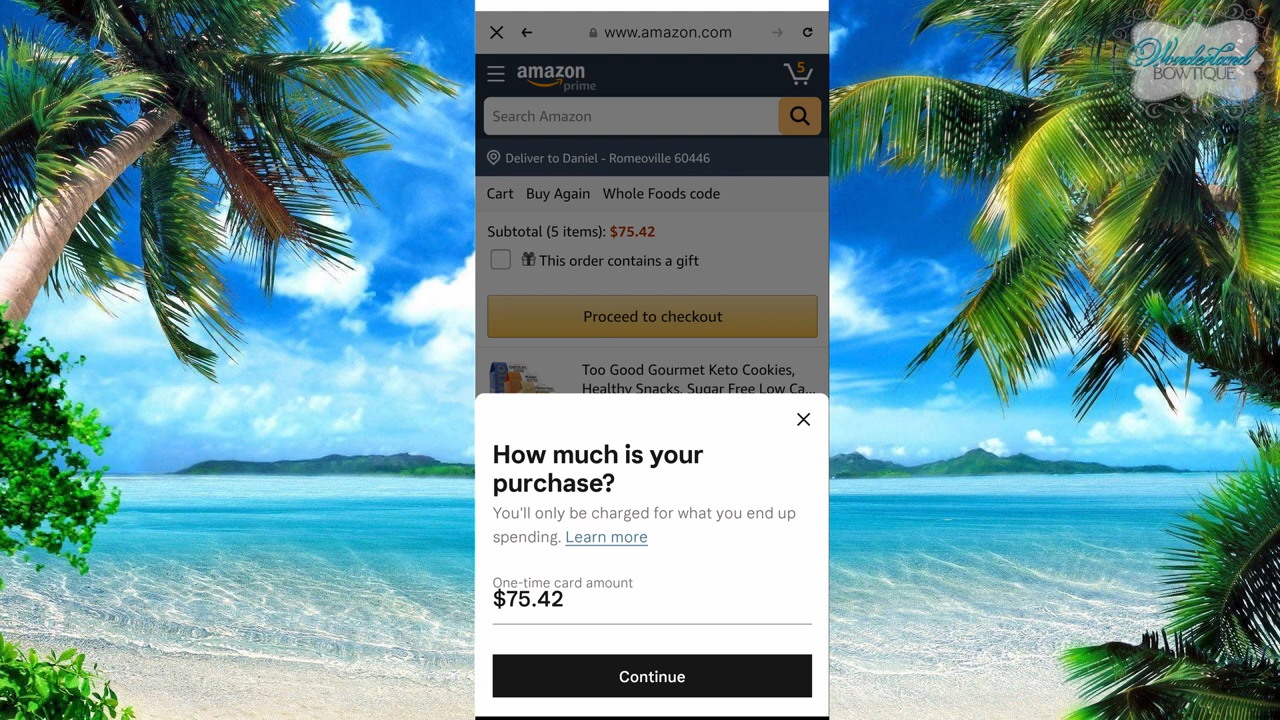 www.amazon.com
Wonderland
BOWTIQUE
amazon
prime
5
Search Amazon
Deliver to Daniel - Romeoville 60446
Cart Buy Again Whole Foods code
Subtotal (5 items): $75.42
This order contains a gift
Proceed to checkout
Too Good Gourmet Keto Cookies,
Healthy Snacks, Sugar Free Low Ca...
How much is your
purchase?
You'll only be charged for what you end up
spending. Learn more
One-time card amount
$75.42
Continue